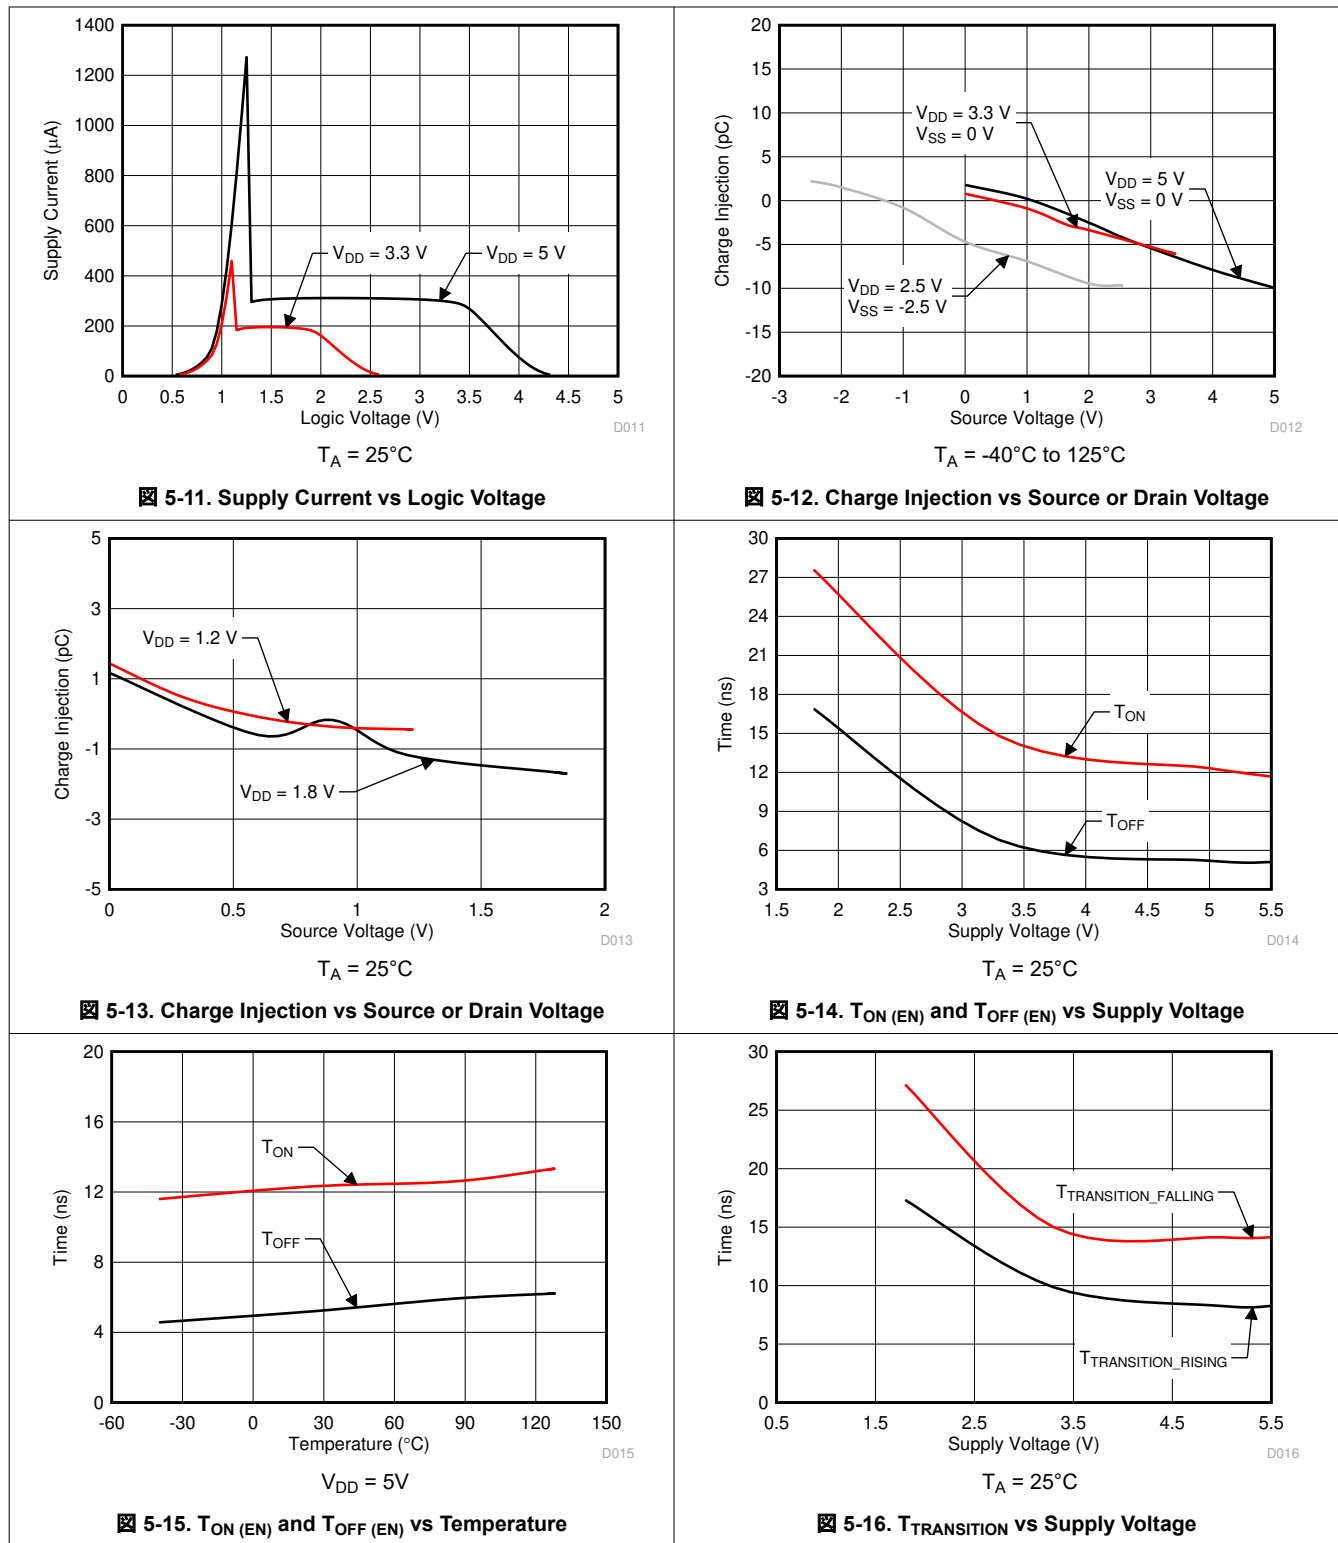 1400
1200
1000
800
600
400
200
0
Supply Current (µA)
V_DD = 3.3 V
V_DD = 5 V
0 0.5 1 1.5 2 2.5 3 3.5 4 4.5 5
Logic Voltage (V)
D011
T_A = 25°C
図 5-11. Supply Current vs Logic Voltage
20
15
10
5
0
-5
-10
-15
-20
Charge Injection (pC)
V_DD = 3.3 V
V_SS = 0 V
V_DD = 5 V
V_SS = 0 V
V_DD = 2.5 V
V_SS = -2.5 V
-3 -2 -1 0 1 2 3 4 5
Source Voltage (V)
D012
T_A = -40°C to 125°C
図 5-12. Charge Injection vs Source or Drain Voltage
5
3
1
-1
-3
-5
Charge Injection (pC)
V_DD = 1.2 V
V_DD = 1.8 V
0 0.5 1 1.5 2
Source Voltage (V)
D013
T_A = 25°C
図 5-13. Charge Injection vs Source or Drain Voltage
30
27
24
21
18
15
12
9
6
3
Time (ns)
T_ON
T_OFF
1.5 2 2.5 3 3.5 4 4.5 5 5.5
Supply Voltage (V)
D014
T_A = 25°C
図 5-14. T_ON (EN) and T_OFF (EN) vs Supply Voltage
20
16
12
8
4
0
Time (ns)
T_ON
T_OFF
-60 -30 0 30 60 90 120 150
Temperature (°C)
D015
V_DD = 5V
図 5-15. T_ON (EN) and T_OFF (EN) vs Temperature
30
25
20
15
10
5
0
Time (ns)
T_TRANSITION_FALLING
T_TRANSITION_RISING
0.5 1.5 2.5 3.5 4.5 5.5
Supply Voltage (V)
D016
T_A = 25°C
図 5-16. T_TRANSITION vs Supply Voltage